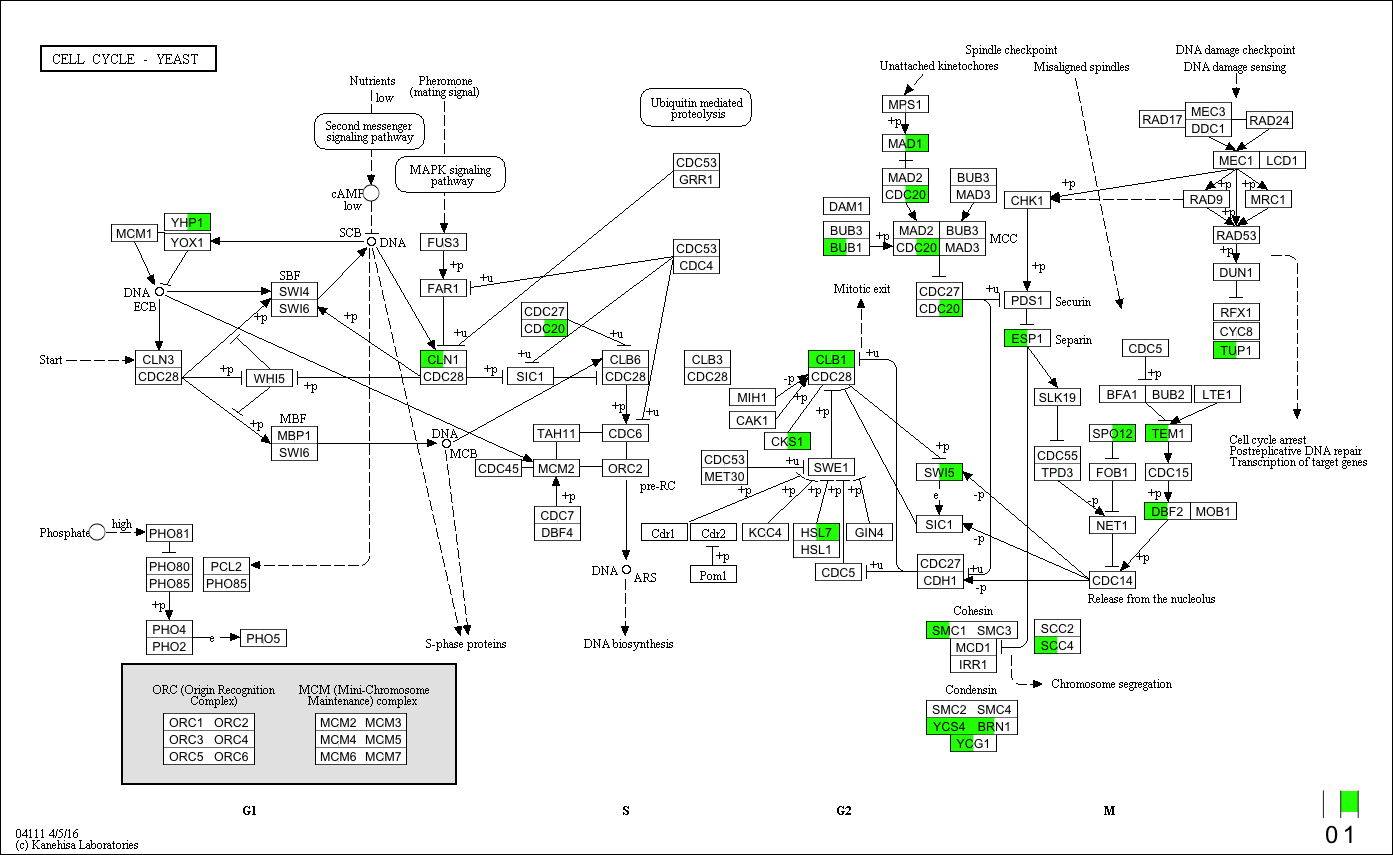 CELL CYCLE - YEAST
Spindle checkpoint
DNA damage checkpoint
Unattached kinetochores
Misaligned spindles
DNA damage sensing
Nutrients
low
Pheromone
(mating signal)
Second messenger
signaling pathway
MAPK signaling
pathway
Ubiquitin mediated
proteolysis
cAMP
low
SCB
DNA
MPS1
+p
MAD1
MAD2
CDC20
BUB3
MAD3
DAM1
BUB3
BUB1
+p
MAD2 BUB3
CDC20 MAD3
MCC
RAD17
MEC3
DDC1
RAD24
MEC1 LCD1
+p
+p
+p
CHK1
RAD9
MRC1
+p
RAD53
+p
DUN1
RFX1
CYC8
TUP1
CDC53
GRR1
CDC53
CDC4
YHP1
YOX1
MCM1
DNA
ECB
SBF
SWI4
SWI6
+p
+p
FUS3
+p
FAR1
+u
+u
CDC27
CDC20
+u
+u
Mitotic exit
CDC27
CDC20
+u
+p
PDS1
Securin
ESP1
Separin
Start
CLN3
CDC28
+p
WHI5
+p
CLN1
CDC28
+p
SIC1
CLB6
CDC28
CLB3
CDC28
CLB1
CDC28
+u
-p
+p
MIH1
CAK1
CKS1
+p
MBF
MBP1
SWI6
DNA
MCB
+p
+u
TAH11
CDC6
CDC45
MCM2
ORC2
pre-RC
+p
CDC7
DBF4
CDC53
MET30
+u
SWE1
+p
+p
+p
+p
Cdr1
Cdr2
KCC4
HSL7
HSL1
GIN4
+p
Pom1
+p
SWI5
e
SIC1
-p
-p
CDC5
+u
CDC27
CDH1
+u
-p
SLK19
CDC55
TPD3
-p
CDC5
+p
BFA1 BUB2
LTE1
SPO12
TEM1
FOB1
CDC15
+p
DBF2 MOB1
NET1
+p
CDC14
Release from the nucleolus
Cell cycle arrest
Postreplicative DNA repair
Transcription of target genes
Phosphate
high
PHO81
PHO80
PHO85
PCL2
PHO85
+p
PHO4
PHO2
e
PHO5
S-phase proteins
DNA
ARS
DNA biosynthesis
Cohesin
SMC1 SMC3
MCD1
IRR1
SCC2
SCC4
Chromosome segregation
Condensin
SMC2 SMC4
YCS4 BRN1
YCG1
ORC (Origin Recognition
Complex)
ORC1 ORC2
ORC3 ORC4
ORC5 ORC6
MCM (Mini-Chromosome
Maintenance) complex
MCM2 MCM3
MCM4 MCM5
MCM6 MCM7
G1
S
G2
M
0 1
04111 4/5/16
(c) Kanehisa Laboratories